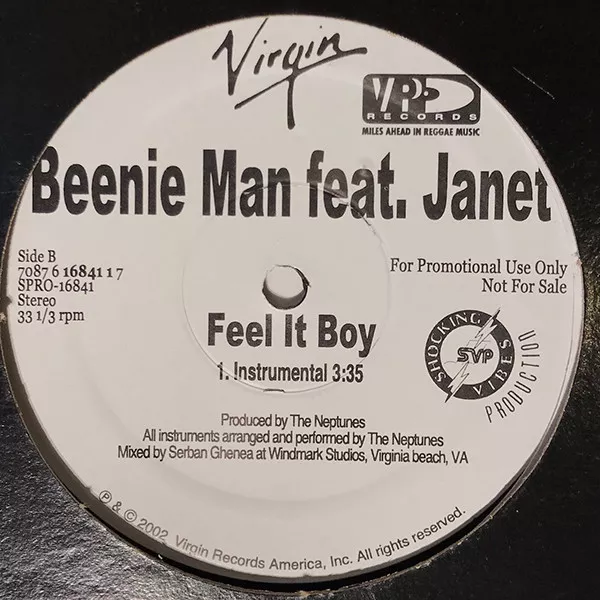 Virgin
VP
RECORDS
MILES AHEAD IN REGGAE MUSIC
Beenie Man feat. Janet
Side B
7087 6 16841 1 7
SPRO-16841
Stereo
33 1/3 rpm
For Promotional Use Only
Not For Sale
Feel It Boy
1. Instrumental 3:35
SHOCKING
VIBES
SVP
PRODUCTION
Produced by The Neptunes
All instruments arranged and performed by The Neptunes
Mixed by Serban Ghenea at Windmark Studios, Virginia beach, VA
℗ & © 2002, Virgin Records America, Inc. All rights reserved.